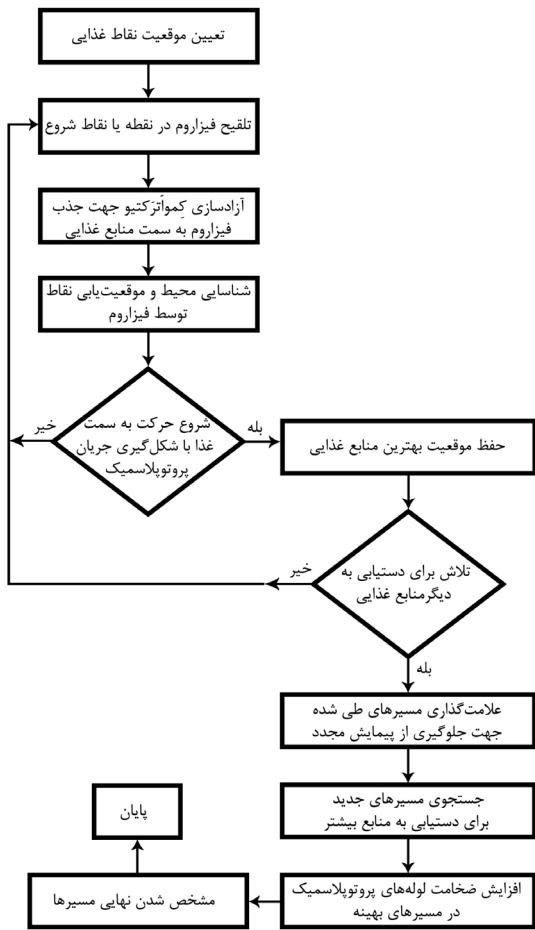 تعیین موقعیت نقاط غذایی
تلقیح فیزاروم در نقطه یا نقاط شروع
آزادسازی کِمواَترَکتیو جهت جذب
فیزاروم به سمت منابع غذایی
شناسایی محیط و موقعیت‌یابی نقاط
توسط فیزاروم
شروع حرکت به سمت
غذا با شکل‌گیری جریان
پروتوپلاسمیک
خیر
بله
حفظ موقعیت بهترین منابع غذایی
تلاش برای دستیابی به
دیگرمنابع غذایی
خیر
بله
علامت‌گذاری مسیرهای طی شده
جهت جلوگیری از پیمایش مجدد
جستجوی مسیرهای جدید
برای دستیابی به منابع بیشتر
افزایش ضخامت لوله‌های پروتوپلاسمیک
در مسیرهای بهینه
مشخص شدن نهایی مسیرها
پایان